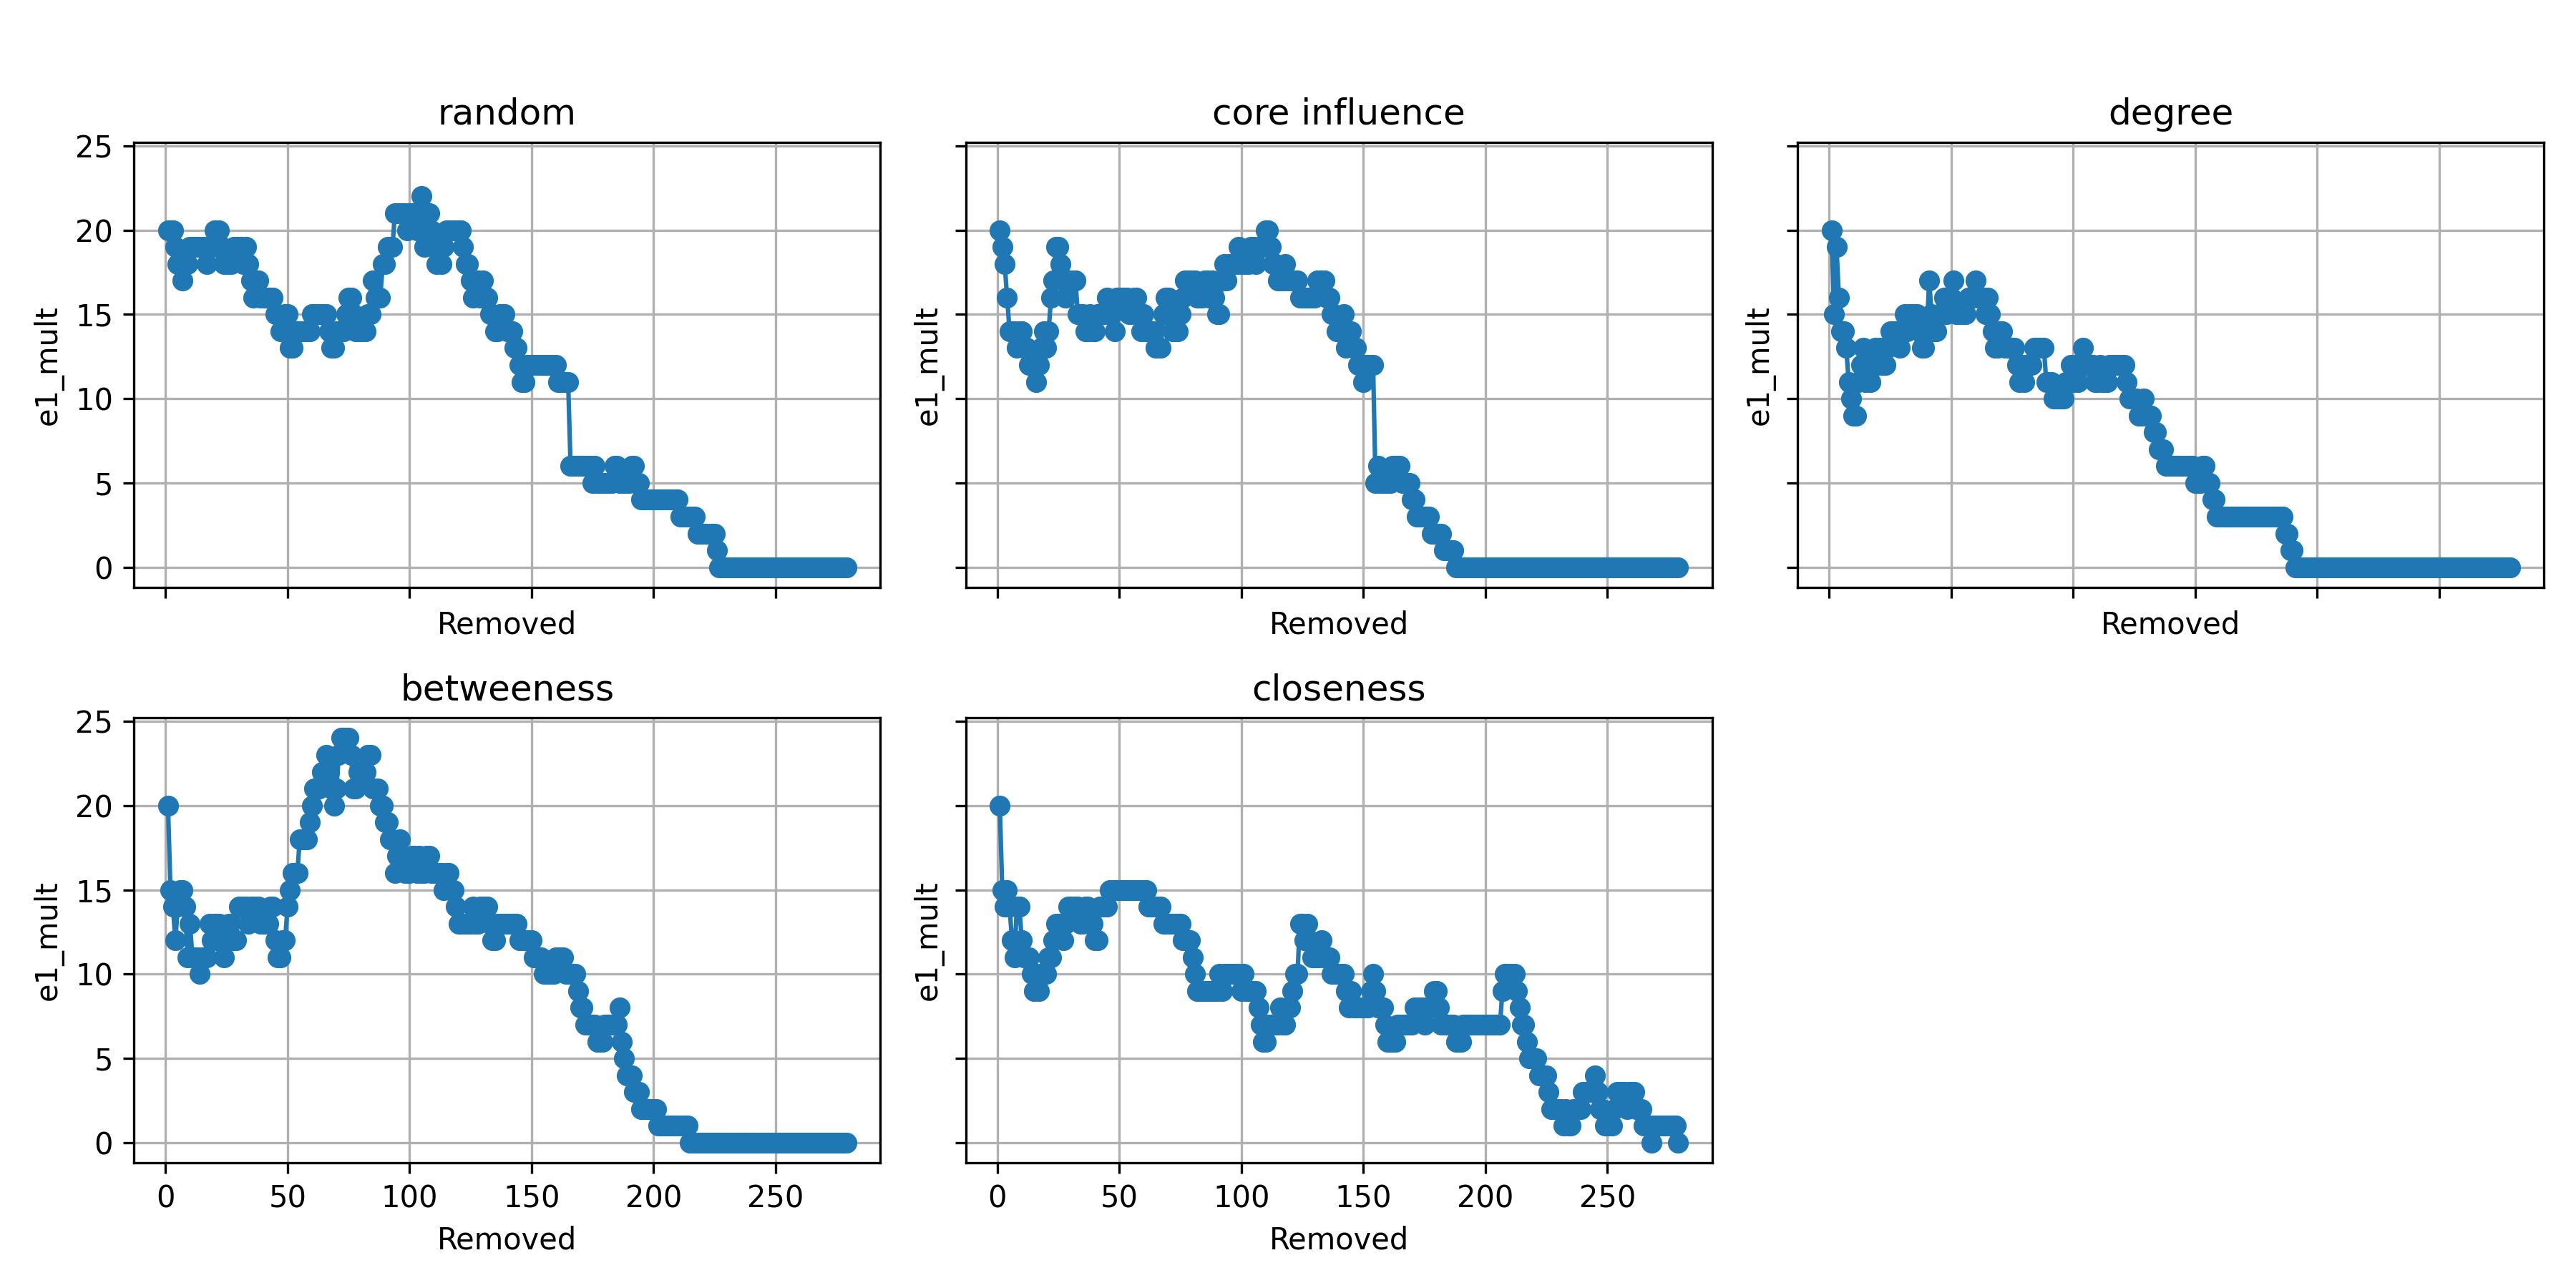 random
25
20
15
10
5
0
e1_mult
Removed
core influence
e1_mult
Removed
degree
e1_mult
Removed
betweeness
25
20
15
10
5
0
e1_mult
0 50 100 150 200 250
Removed
closeness
e1_mult
0 50 100 150 200 250
Removed